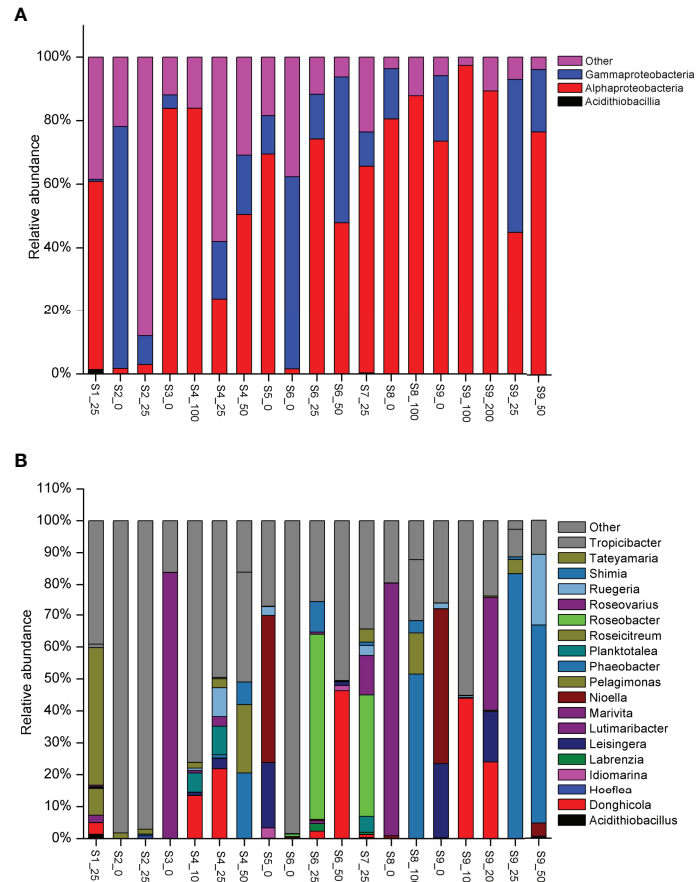 A
100%
80%
60%
40%
20%
0%
Relative abundance
Other
Gammaproteobacteria
Alphaproteobacteria
Acidithiobacillia
S1_25
S2_0
S2_25
S3_0
S4_100
S4_25
S4_50
S5_0
S6_0
S6_25
S6_50
S7_25
S8_0
S8_100
S9_0
S9_100
S9_200
S9_25
S9_50
B
110%
100%
90%
80%
70%
60%
50%
40%
30%
20%
10%
0%
Relative abundance
Other
Tropicibacter
Tateyamaria
Shimia
Ruegeria
Roseovarius
Roseobacter
Roseicitreum
Planktotalea
Phaeobacter
Pelagimonas
Nioella
Marivita
Lutimaribacter
Leisingera
Labrenzia
Idiomarina
Hoeflea
Donghicola
Acidithiobacillus
S1_25
S2_0
S2_25
S3_0
S4_10
S4_25
S4_50
S5_0
S6_0
S6_25
S6_50
S7_25
S8_0
S8_100
S9_0
S9_10
S9_20
S9_25
S9_50